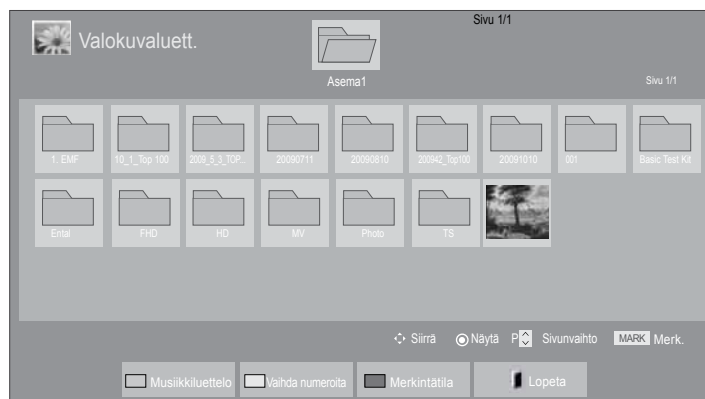 Sivu 1/1
Valokuvaluett.
Asema1
Sivu 1/1
1. EMF 10_1_Top 100 2009_5_3_TOP... 20090711 20090810 200942_Top100 20091010 001 Basic Test Kit
Ental FHD HD MV Photo TS
Siirrä Näytä P Sivunvaihto MARK Merk.
Musiikkiluettelo Vaihda numeroita Merkintätila Lopeta